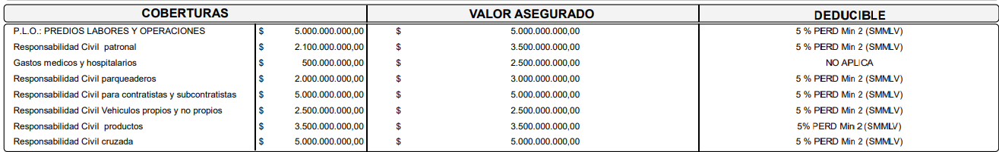 COBERTURAS VALOR ASEGURADO DEDUCIBLE
P.L.O.: PREDIOS LABORES Y OPERACIONES $ 5.000.000.000,00 $ 5.000.000.000,00 5 % PERD Min 2 (SMMLV)
Responsabilidad Civil patronal $ 2.100.000.000,00 $ 3.500.000.000,00 5 % PERD Min 2 (SMMLV)
Gastos medicos y hospitalarios $ 500.000.000,00 $ 2.500.000.000,00 NO APLICA
Responsabilidad Civil parqueaderos $ 2.000.000.000,00 $ 3.000.000.000,00 5 % PERD Min 2 (SMMLV)
Responsabilidad Civil para contratistas y subcontratistas $ 5.000.000.000,00 $ 5.000.000.000,00 5 % PERD Min 2 (SMMLV)
Responsabilidad Civil Vehiculos propios y no propios $ 2.500.000.000,00 $ 2.500.000.000,00 5 % PERD Min 2 (SMMLV)
Responsabilidad Civil productos $ 3.500.000.000,00 $ 3.500.000.000,00 5% PERD Min 2 (SMMLV)
Responsabilidad Civil cruzada $ 5.000.000.000,00 $ 5.000.000.000,00 5 % PERD Min 2 (SMMLV)